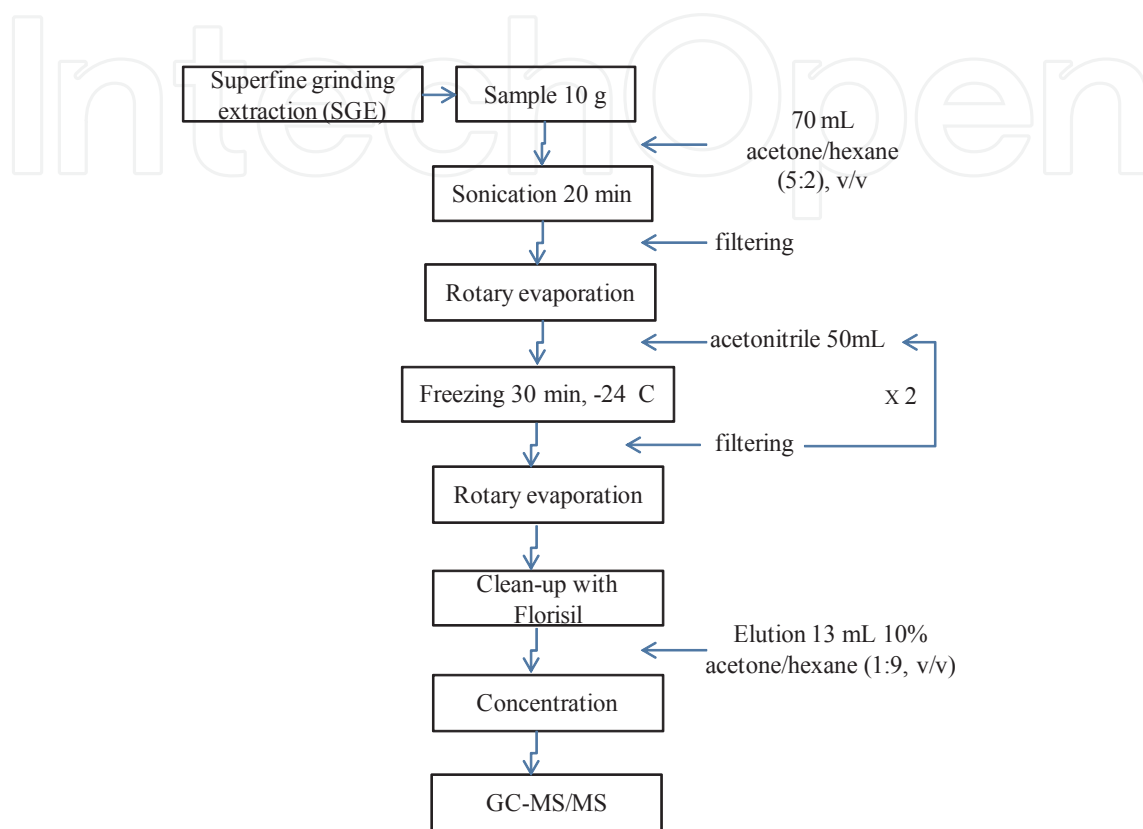 IntechOpen
Superfine grinding
extraction (SGE)
Sample 10 g
70 mL
acetone/hexane
(5:2), v/v
Sonication 20 min
filtering
Rotary evaporation
acetonitrile 50mL
Freezing 30 min, -24 C
X 2
filtering
Rotary evaporation
Clean-up with
Florisil
Elution 13 mL 10%
acetone/hexane (1:9, v/v)
Concentration
GC-MS/MS